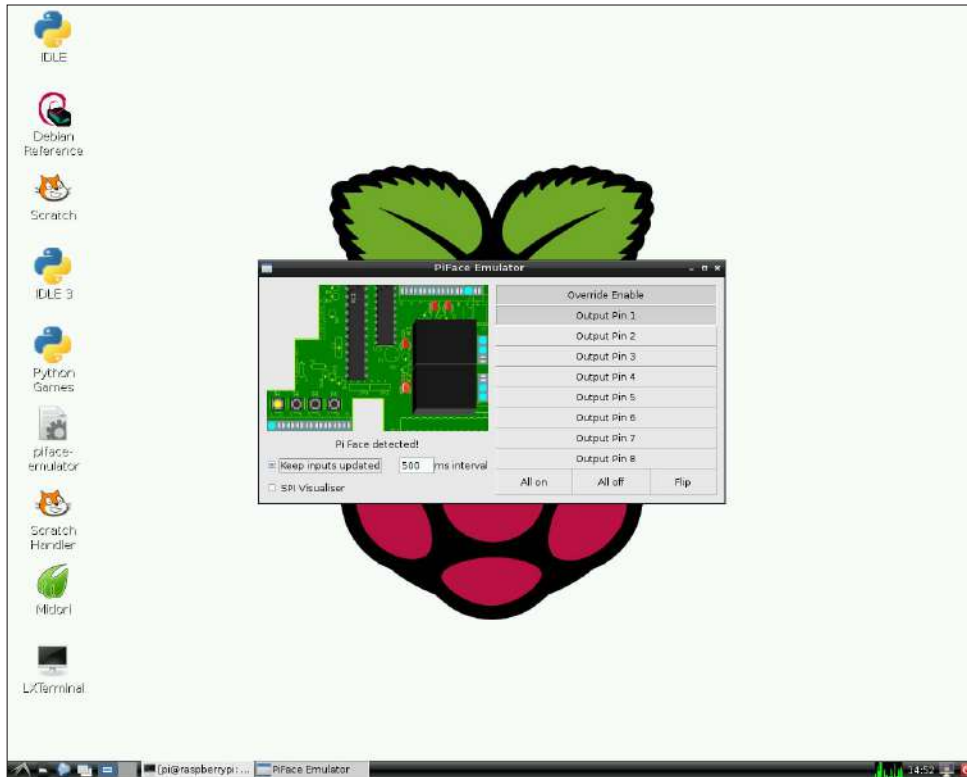 IDLE
Debian
Reference
Scratch
IDLE 3
Python
Games
piface-
emulator
Scratch
Handler
Midori
LXTerminal
PiFace Emulator
Pi Face detected!
Keep inputs updated 500 ms interval
SPI Visualiser
Override Enable
Output Pin 1
Output Pin 2
Output Pin 3
Output Pin 4
Output Pin 5
Output Pin 6
Output Pin 7
Output Pin 8
All on All off Flip
[pi@raspberrypi: ... PiFace Emulator 14:52